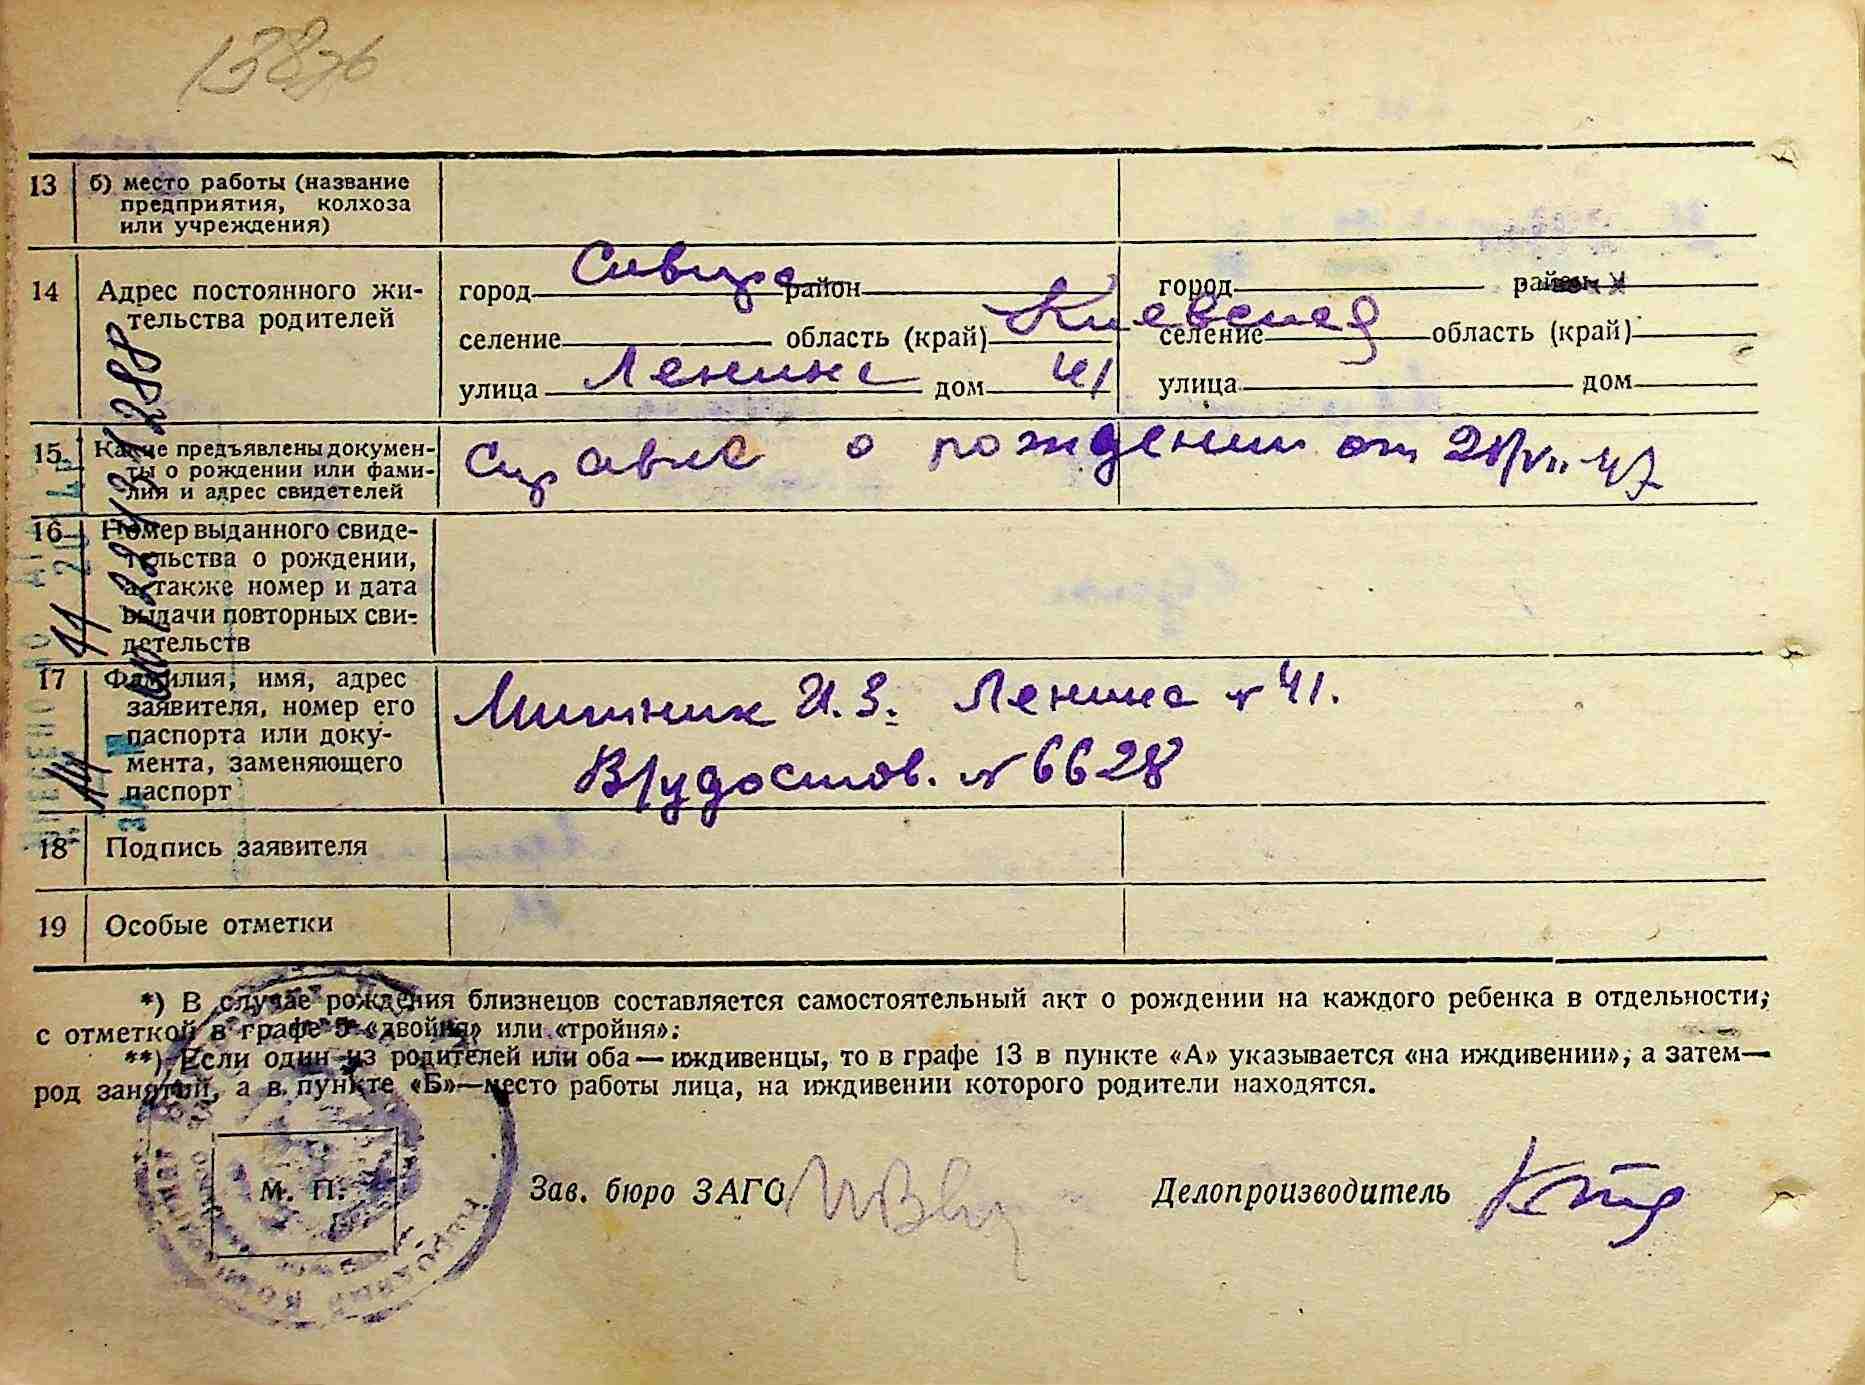 13 б) место работы (название
предприятия, колхоза
или учреждения)
14 Адрес постоянного жи-
тельства родителей
город Сквира район
селение область (край) Киевская
улица Ленина дом 41
город район
селение область (край)
улица дом
15 Какие предъявлены докумен-
ты о рождении или фами-
лия и адрес свидетелей
Справка о рождении от 28/VII-47
16 Номер выданного свиде-
тельства о рождении,
а также номер и дата
выдачи повторных сви-
детельств
17 Фамилия, имя, адрес
заявителя, номер его
паспорта или доку-
мента, заменяющего
паспорт
И.З. Ленина № 41.
В/удостов. № 6628
18 Подпись заявителя
19 Особые отметки
*) В случае рождения близнецов составляется самостоятельный акт о рождении на каждого ребенка в отдельности,
с отметкой в графе 5 «двойня» или «тройня».
**) Если один из родителей или оба — иждивенцы, то в графе 13 в пункте «А» указывается «на иждивении», а затем—
род занятий, а в пункте «Б»—место работы лица, на иждивении которого родители находятся.
М. П.
Зав. бюро ЗАГС
Делопроизводитель